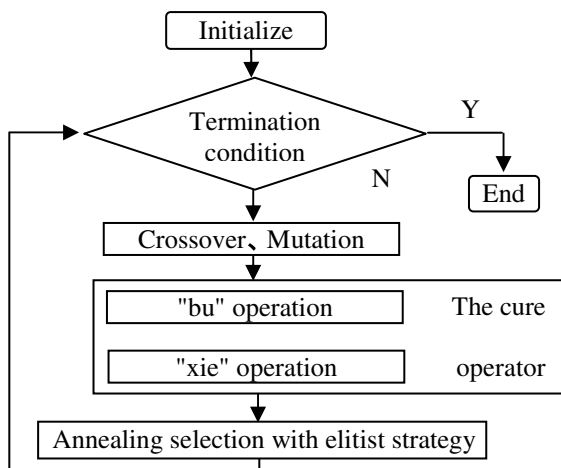 Initialize
Termination
condition
Y
N
End
Crossover、Mutation
"bu" operation
The cure
"xie" operation
operator
Annealing selection with elitist strategy